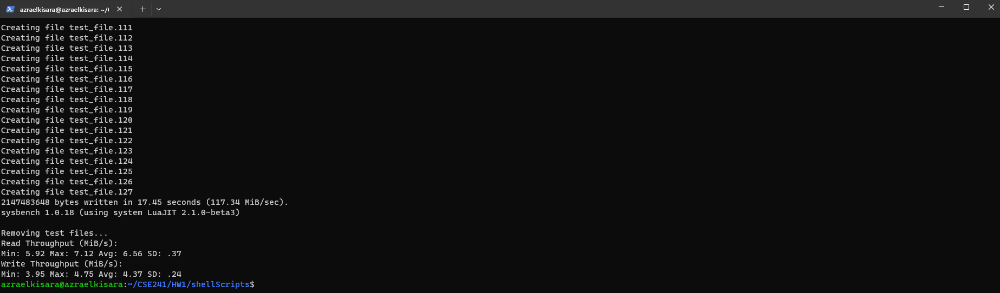 azraelkisara@azraelkisara: ~/(
Creating file test_file.111
Creating file test_file.112
Creating file test_file.113
Creating file test_file.114
Creating file test_file.115
Creating file test_file.116
Creating file test_file.117
Creating file test_file.118
Creating file test_file.119
Creating file test_file.120
Creating file test_file.121
Creating file test_file.122
Creating file test_file.123
Creating file test_file.124
Creating file test_file.125
Creating file test_file.126
Creating file test_file.127
2147483648 bytes written in 17.45 seconds (117.34 MiB/sec).
sysbench 1.0.18 (using system LuaJIT 2.1.0-beta3)
Removing test files...
Read Throughput (MiB/s):
Min: 5.92 Max: 7.12 Avg: 6.56 SD: .37
Write Throughput (MiB/s):
Min: 3.95 Max: 4.75 Avg: 4.37 SD: .24
azraelkisara@azraelkisara:~/CSE241/HW1/shellScripts$